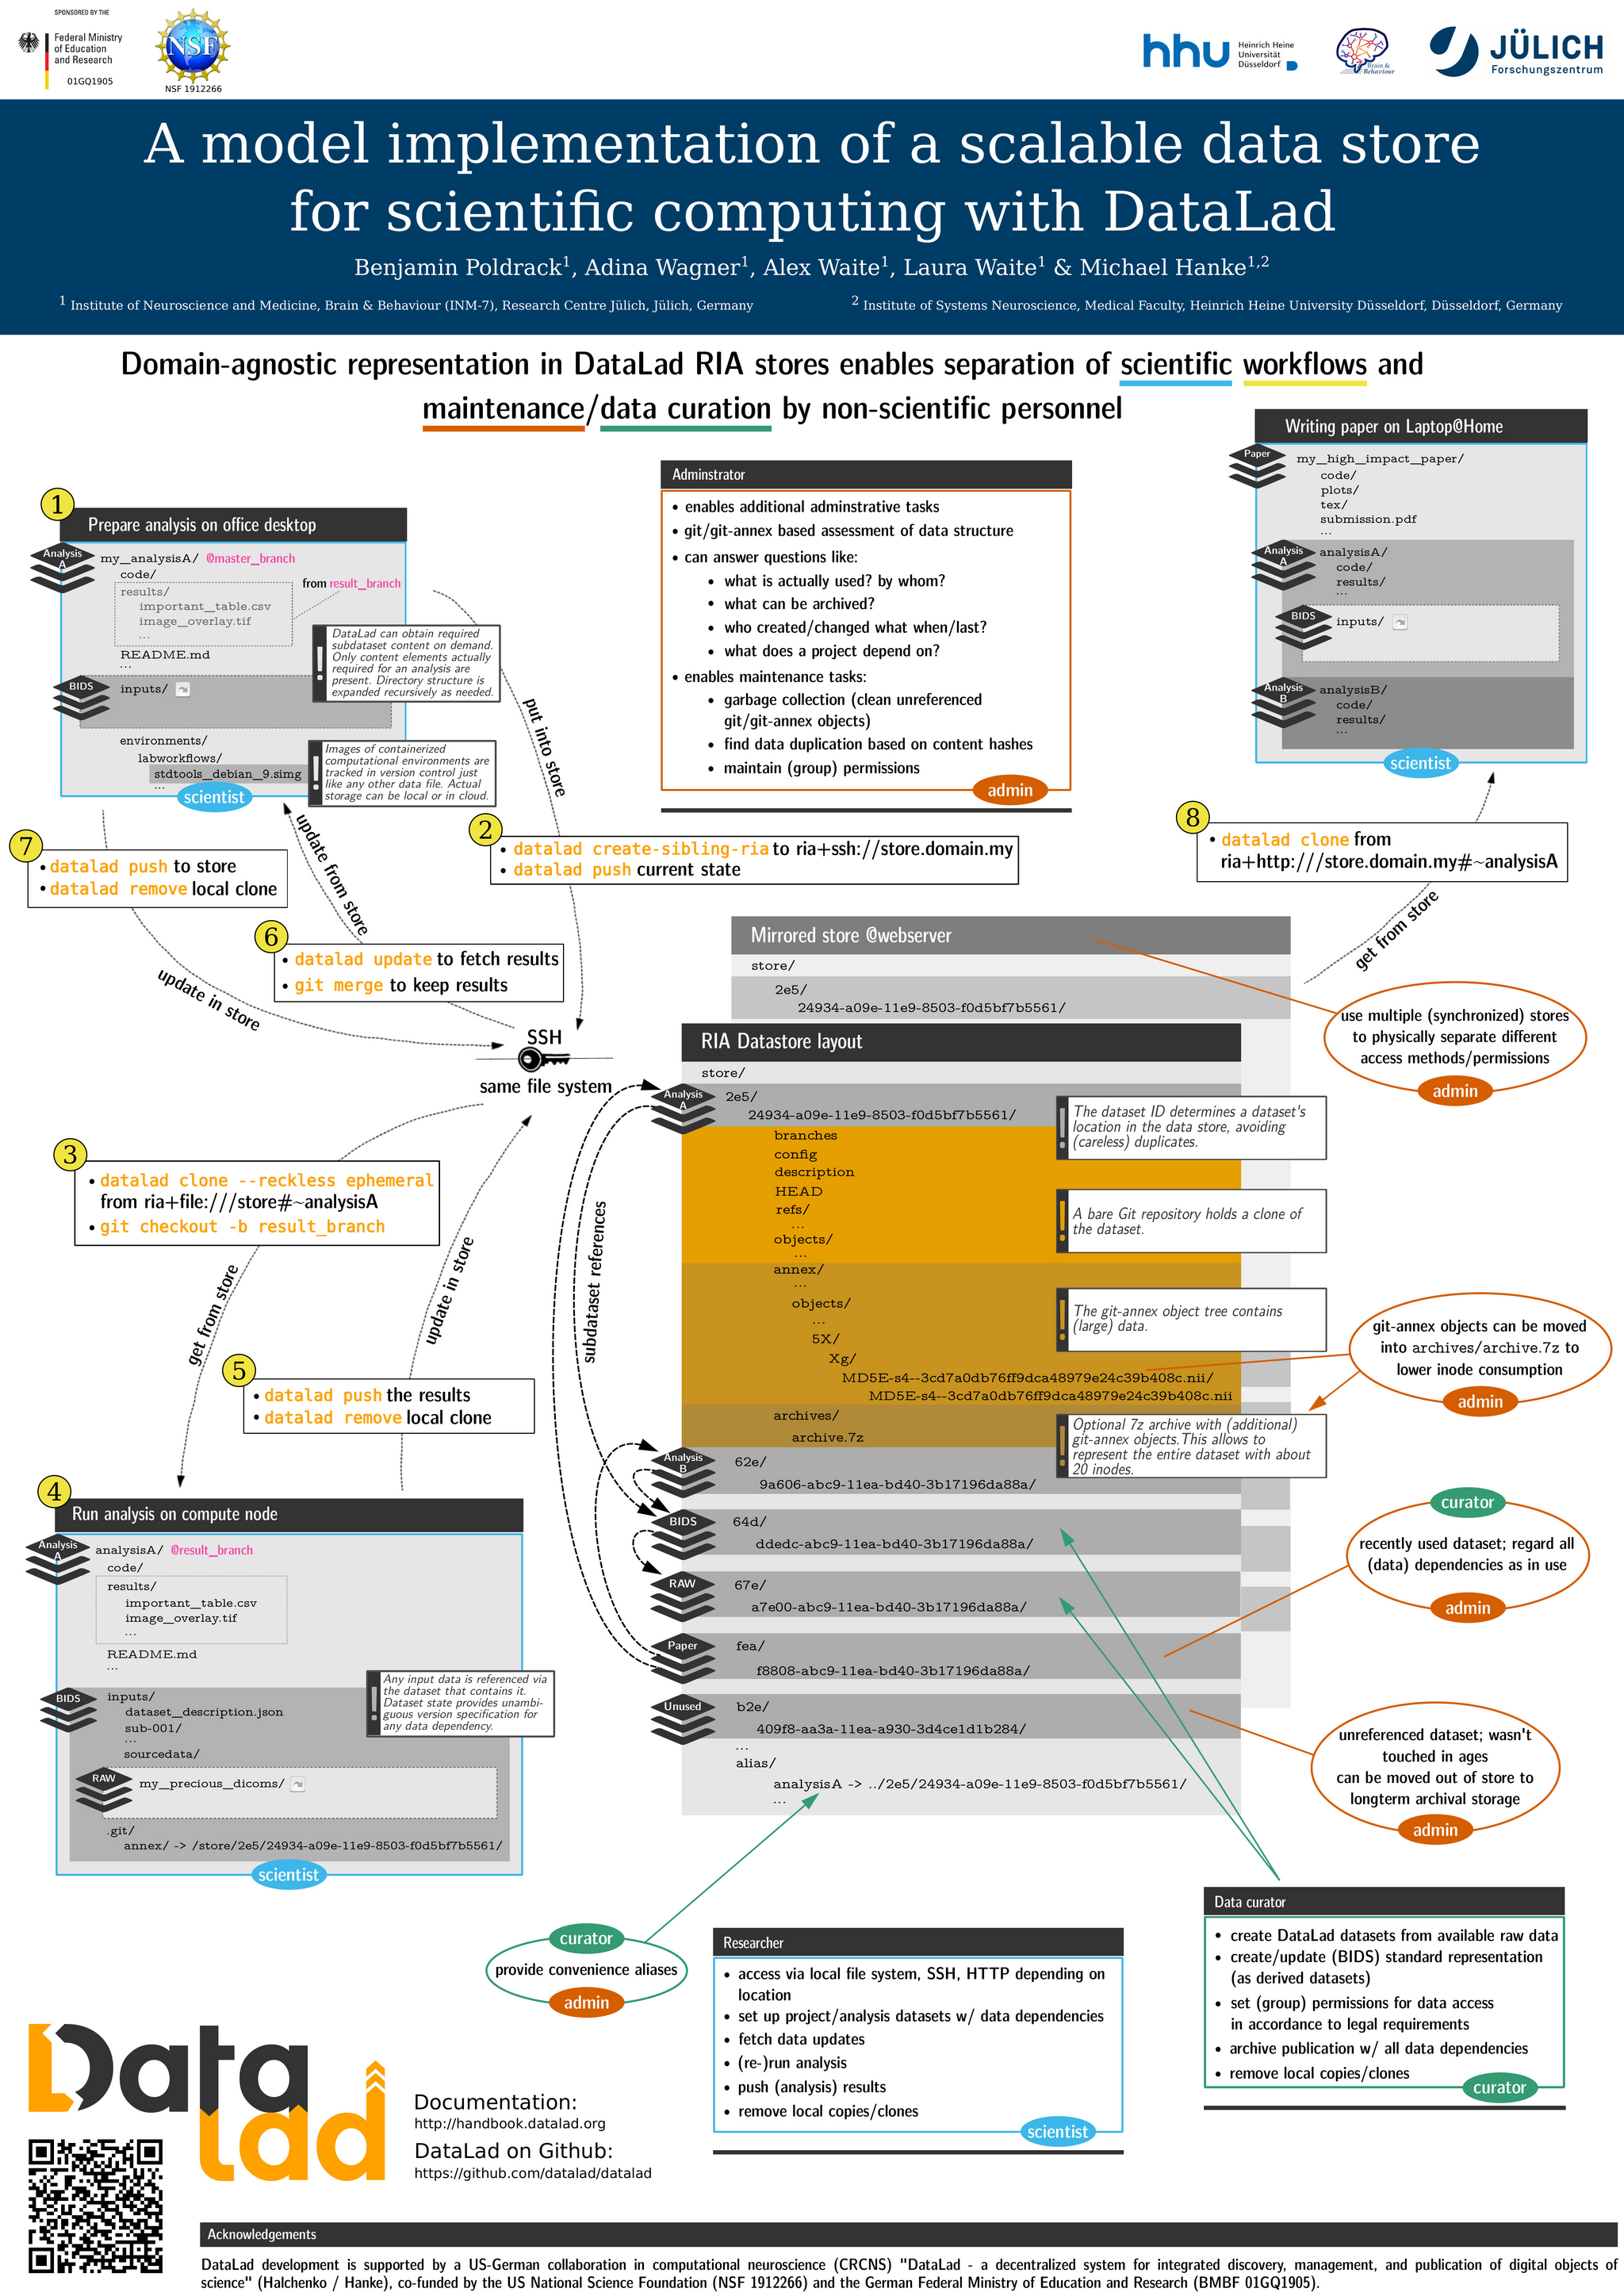 SPONSORED BY THE
Federal Ministry
of Education
and Research
01GQ1905
NSF
NSF 1912266
hhu
Heinrich Heine
Universität
Düsseldorf
Brain &
Behaviour
JÜLICH
Forschungszentrum
A model implementation of a scalable data store
for scientific computing with DataLad
Benjamin Poldrack1, Adina Wagner1, Alex Waite1, Laura Waite1 & Michael Hanke1,2
1 Institute of Neuroscience and Medicine, Brain & Behaviour (INM-7), Research Centre Jülich, Jülich, Germany
2 Institute of Systems Neuroscience, Medical Faculty, Heinrich Heine University Düsseldorf, Düsseldorf, Germany
Domain-agnostic representation in DataLad RIA stores enables separation of scientific workflows and
maintenance/data curation by non-scientific personnel
1
Prepare analysis on office desktop
Analysis
A
my_analysisA/ @master_branch
code/
results/
from result_branch
important_table.csv
image_overlay.tif
...
README.md
...
DataLad can obtain required
subdataset content on demand.
Only content elements actually
required for an analysis are
present. Directory structure is
expanded recursively as needed.
BIDS
inputs/
environments/
labworkflows/
stdtools_debian_9.simg
...
Images of containerized
computational environments are
tracked in version control just
like any other data file. Actual
storage can be local or in cloud.
scientist
Adminstrator
• enables additional adminstrative tasks
• git/git-annex based assessment of data structure
• can answer questions like:
• what is actually used? by whom?
• what can be archived?
• who created/changed what when/last?
• what does a project depend on?
• enables maintenance tasks:
• garbage collection (clean unreferenced
git/git-annex objects)
• find data duplication based on content hashes
• maintain (group) permissions
admin
Writing paper on Laptop@Home
Paper
my_high_impact_paper/
code/
plots/
tex/
submission.pdf
...
Analysis
A
analysisA/
code/
results/
...
BIDS
inputs/
Analysis
B
analysisB/
code/
results/
...
scientist
put into store
2
• datalad create-sibling-ria to ria+ssh://store.domain.my
• datalad push current state
8
• datalad clone from
ria+http:///store.domain.my#~analysisA
get from store
7
• datalad push to store
• datalad remove local clone
update in store
update from store
6
• datalad update to fetch results
• git merge to keep results
SSH
same file system
3
• datalad clone --reckless ephemeral
from ria+file:///store#~analysisA
• git checkout -b result_branch
get from store
update in store
5
• datalad push the results
• datalad remove local clone
4
Run analysis on compute node
Analysis
A
analysisA/ @result_branch
code/
results/
important_table.csv
image_overlay.tif
...
README.md
...
BIDS
inputs/
dataset_description.json
sub-001/
...
sourcedata/
Any input data is referenced via
the dataset that contains it.
Dataset state provides unambi-
guous version specification for
any data dependency.
RAW
my_precious_dicoms/
.git/
annex/ -> /store/2e5/24934-a09e-11e9-8503-f0d5bf7b5561/
scientist
Mirrored store @webserver
store/
2e5/
24934-a09e-11e9-8503-f0d5bf7b5561/
use multiple (synchronized) stores
to physically separate different
access methods/permissions
admin
RIA Datastore layout
store/
Analysis
A
2e5/
24934-a09e-11e9-8503-f0d5bf7b5561/
branches
config
description
HEAD
refs/
...
objects/
...
annex/
...
objects/
...
5X/
Xg/
MD5E-s4--3cd7a0db76ff9dca48979e24c39b408c.nii/
MD5E-s4--3cd7a0db76ff9dca48979e24c39b408c.nii
archives/
archive.7z
The dataset ID determines a dataset's
location in the data store, avoiding
(careless) duplicates.
A bare Git repository holds a clone of
the dataset.
The git-annex object tree contains
(large) data.
Optional 7z archive with (additional)
git-annex objects.This allows to
represent the entire dataset with about
20 inodes.
git-annex objects can be moved
into archives/archive.7z to
lower inode consumption
admin
subdataset references
Analysis
B
62e/
9a606-abc9-11ea-bd40-3b17196da88a/
BIDS
64d/
ddedc-abc9-11ea-bd40-3b17196da88a/
RAW
67e/
a7e00-abc9-11ea-bd40-3b17196da88a/
Paper
fea/
f8808-abc9-11ea-bd40-3b17196da88a/
Unused
b2e/
409f8-aa3a-11ea-a930-3d4ce1d1b284/
...
alias/
analysisA -> ../2e5/24934-a09e-11e9-8503-f0d5bf7b5561/
...
curator
recently used dataset; regard all
(data) dependencies as in use
admin
unreferenced dataset; wasn't
touched in ages
can be moved out of store to
longterm archival storage
admin
curator
provide convenience aliases
admin
Researcher
• access via local file system, SSH, HTTP depending on
location
• set up project/analysis datasets w/ data dependencies
• fetch data updates
• (re-)run analysis
• push (analysis) results
• remove local copies/clones
scientist
Data curator
• create DataLad datasets from available raw data
• create/update (BIDS) standard representation
(as derived datasets)
• set (group) permissions for data access
in accordance to legal requirements
• archive publication w/ all data dependencies
• remove local copies/clones
curator
Data
lad
Documentation:
http://handbook.datalad.org
DataLad on Github:
https://github.com/datalad/datalad
Acknowledgements
DataLad development is supported by a US-German collaboration in computational neuroscience (CRCNS) "DataLad - a decentralized system for integrated discovery, management, and publication of digital objects of
science" (Halchenko / Hanke), co-funded by the US National Science Foundation (NSF 1912266) and the German Federal Ministry of Education and Research (BMBF 01GQ1905).